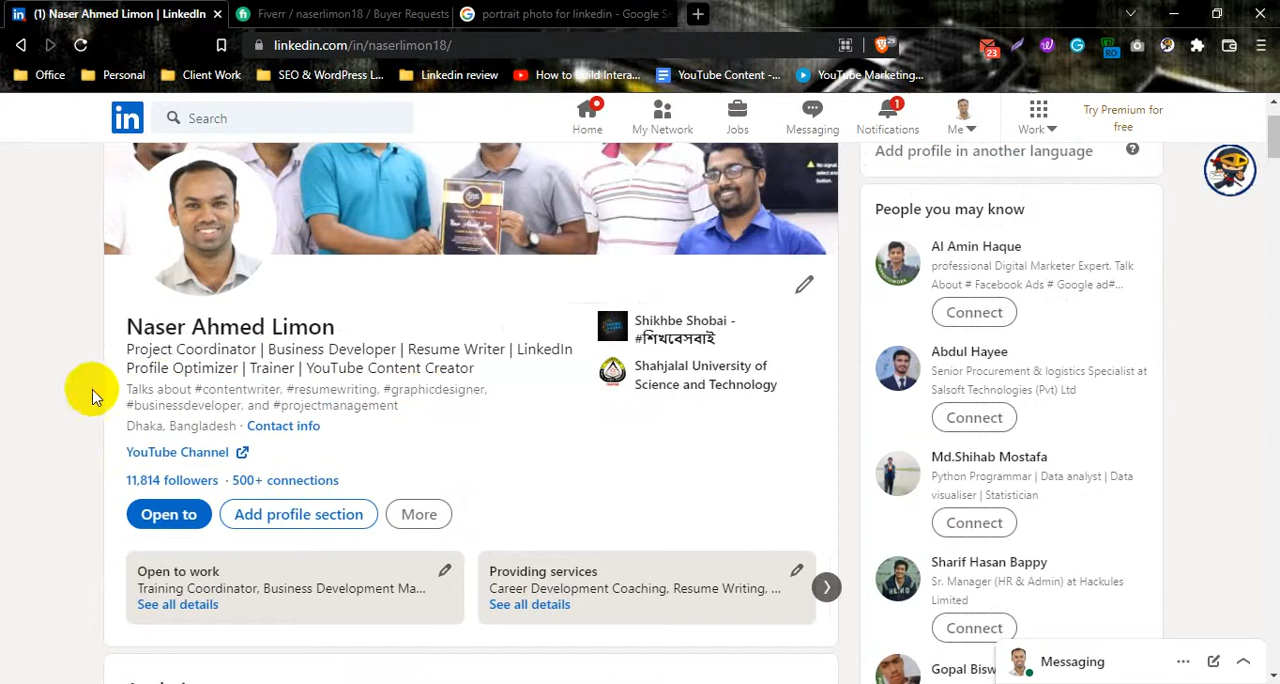 (1) Naser Ahmed Limon | LinkedIn
Fiverr / naserlimon18 / Buyer Requests
portrait photo for linkedin - Google Se
linkedin.com/in/naserlimon18/
29
23
RO
Office
Personal
Client Work
SEO & WordPress L...
Linkedin review
How to Build Intera...
YouTube Content -...
YouTube Marketing...
in
Search
Home
My Network
Jobs
Messaging
1
Notifications
Me
Work
Try Premium for
free
Add profile in another language
Naser Ahmed Limon
Project Coordinator | Business Developer | Resume Writer | LinkedIn
Profile Optimizer | Trainer | YouTube Content Creator
Talks about #contentwriter, #resumewriting, #graphicdesigner,
#businessdeveloper, and #projectmanagement
Dhaka, Bangladesh · Contact info
YouTube Channel
11,814 followers · 500+ connections
Open to
Add profile section
More
Shikhbe Shobai -
#শিখবেসবাই
Shahjalal University of
Science and Technology
Open to work
Training Coordinator, Business Development Ma...
See all details
Providing services
Career Development Coaching, Resume Writing, ...
See all details
People you may know
Al Amin Haque
professional Digital Marketer Expert. Talk
About # Facebook Ads # Google ad#...
Connect
Abdul Hayee
Senior Procurement & logistics Specialist at
Salsoft Technologies (Pvt) Ltd
Connect
Md.Shihab Mostafa
Python Programmar | Data analyst | Data
visualiser | Statistician
Connect
Sharif Hasan Bappy
Sr. Manager (HR & Admin) at Hackules
Limited
Connect
Gopal Bisw
Messaging